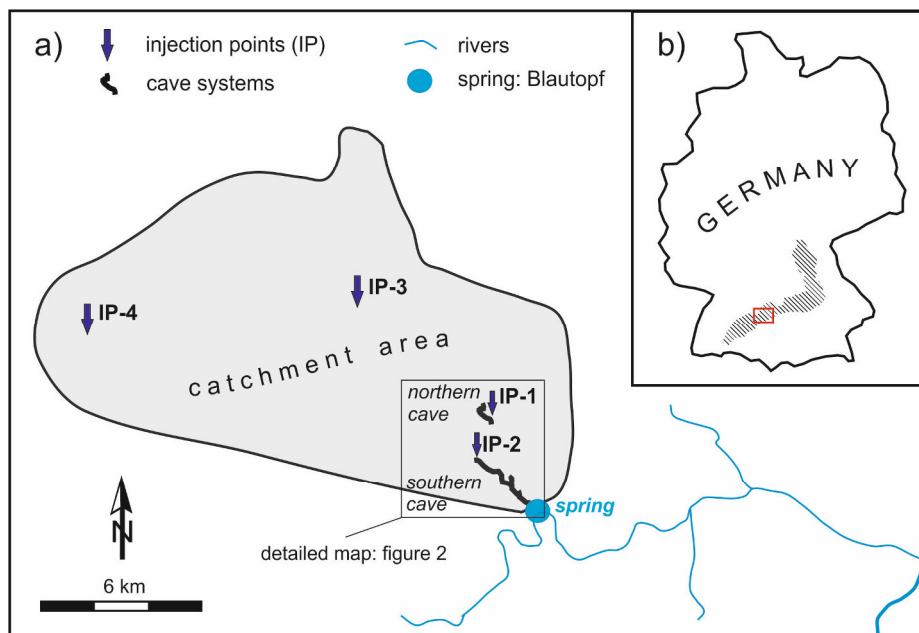 a)
injection points (IP)
cave systems
rivers
spring: Blautopf
b)
GERMANY
IP-4
IP-3
catchment area
northern
cave
IP-1
IP-2
southern
cave
spring
detailed map: figure 2
N
6 km